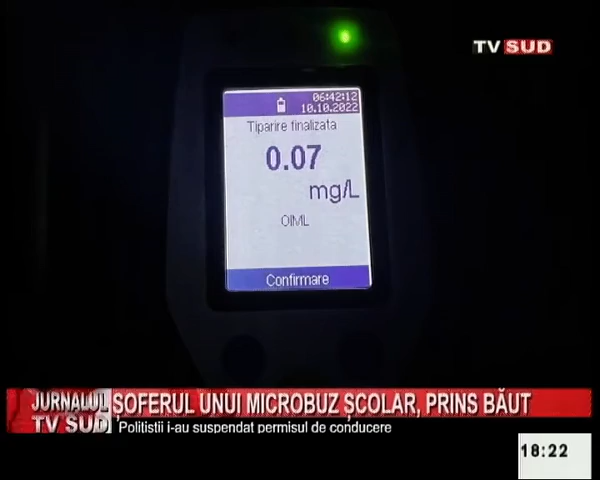 TV SUD
06:42:12
10.10.2022
Tiparire finalizata
0.07
mg/L
OIML
Confirmare
JURNALUL TV SUD
ȘOFERUL UNUI MICROBUZ ȘCOLAR, PRINS BĂUT
Politistii i-au suspendat permisul de conducere
18:22